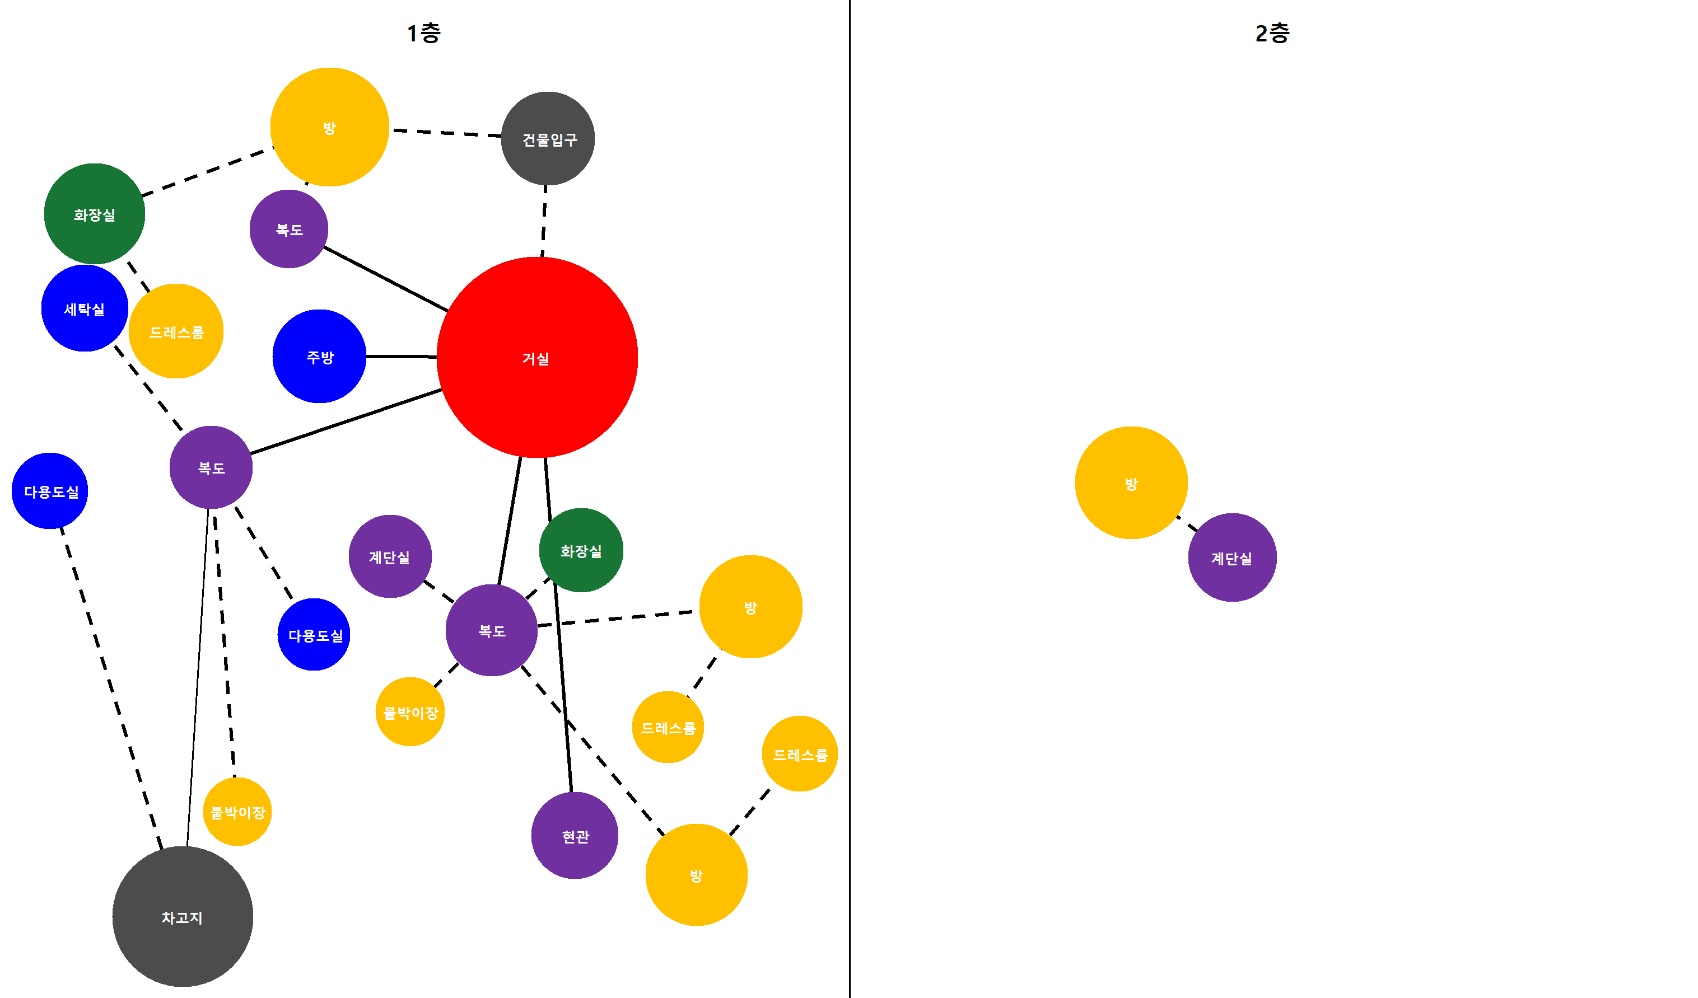 1층
2층
방
건물입구
화장실
복도
세탁실
드레스룸
주방
거실
복도
다용도실
방
계단실
화장실
계단실
방
복도
다용도실
붙박이장
드레스룸
드레스룸
붙박이장
현관
방
차고지